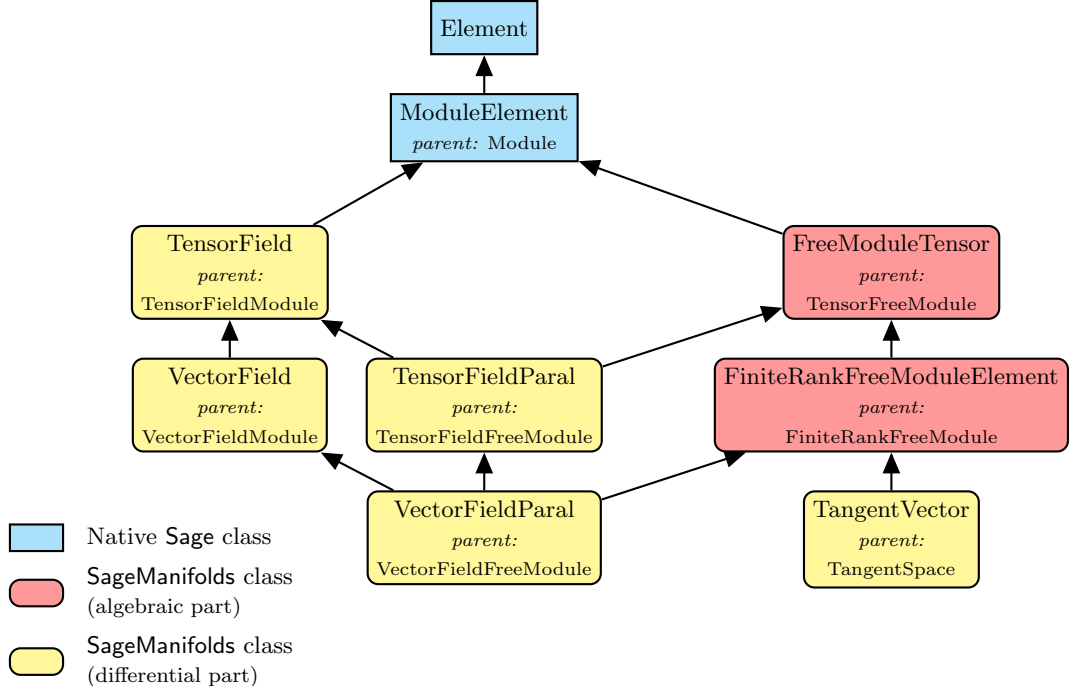 Element
ModuleElement
parent: Module
TensorField
parent:
TensorFieldModule
FreeModuleTensor
parent:
TensorFreeModule
VectorField
parent:
VectorFieldModule
TensorFieldParal
parent:
TensorFieldFreeModule
FiniteRankFreeModuleElement
parent:
FiniteRankFreeModule
VectorFieldParal
parent:
VectorFieldFreeModule
TangentVector
parent:
TangentSpace
Native Sage class
SageManifolds class
(algebraic part)
SageManifolds class
(differential part)